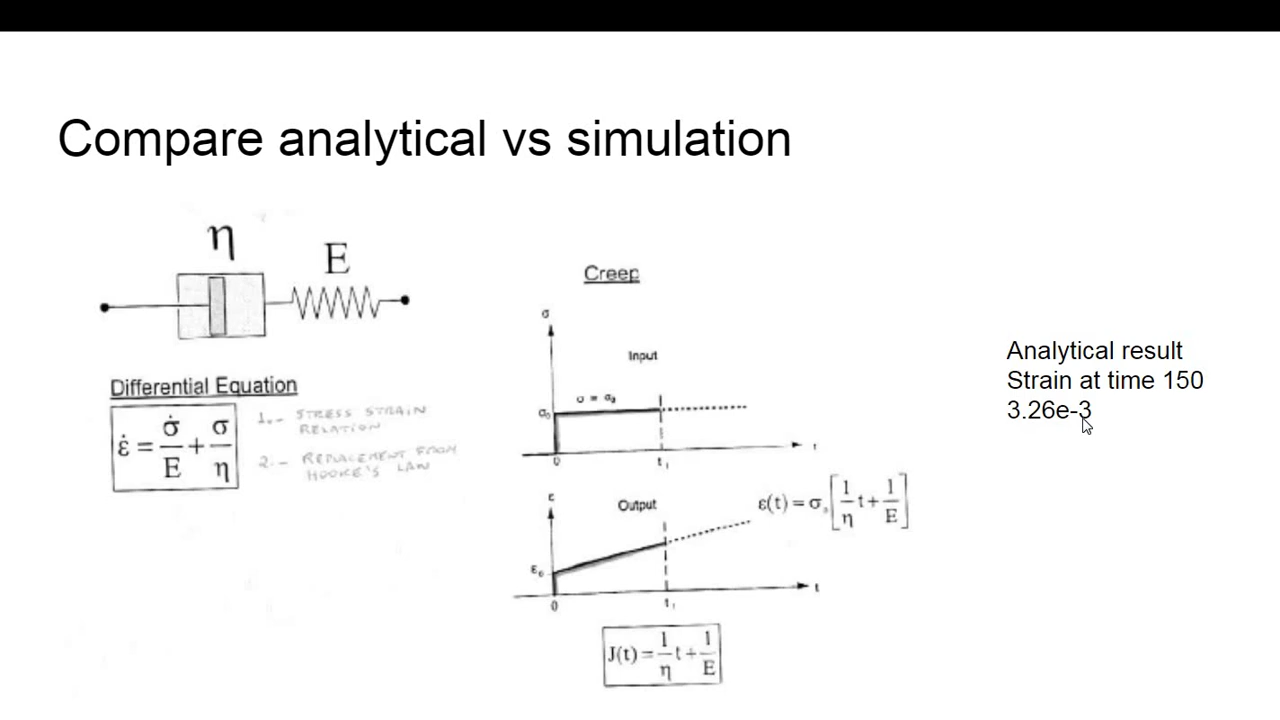 Compare analytical vs simulation
η
E
Differential Equation
ε̇ = σ̇/E + σ/η
1.- STRESS STRAIN
RELATION
2.- REPLACEMENT FROM
HOOKE'S LAW
Creep
σ
Input
σ = σ₀
σ₀
0
t₁
t
ε
Output
ε(t) = σ₀ [1/η t + 1/E]
ε₀
0
t₁
t
J(t) = 1/η t + 1/E
Analytical result
Strain at time 150
3.26e-3